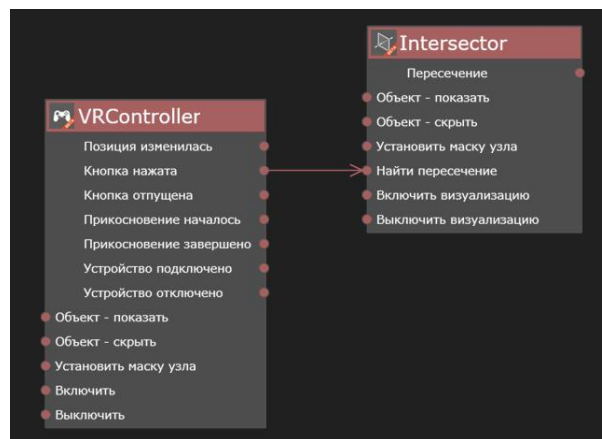 VRController
Позиция изменилась
Кнопка нажата
Кнопка отпущена
Прикосновение началось
Прикосновение завершено
Устройство подключено
Устройство отключено
Объект - показать
Объект - скрыть
Установить маску узла
Включить
Выключить
Intersector
Пересечение
Объект - показать
Объект - скрыть
Установить маску узла
Найти пересечение
Включить визуализацию
Выключить визуализацию